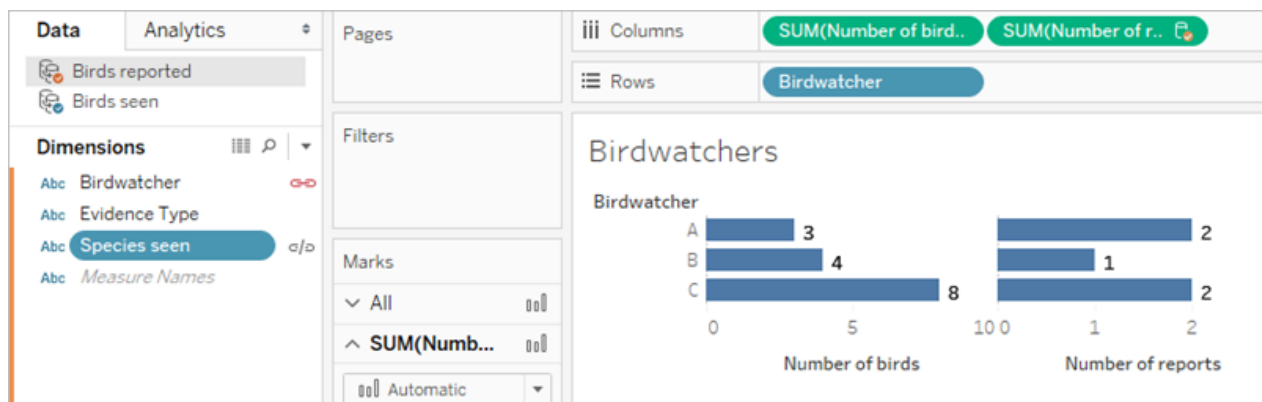 Data Analytics
Birds reported
Birds seen
Dimensions
Abc Birdwatcher
Abc Evidence Type
Abc Species seen
Abc Measure Names
Pages
Filters
Marks
All
SUM(Numb...
Automatic
Columns SUM(Number of bird.. SUM(Number of r..
Rows Birdwatcher
Birdwatchers
Birdwatcher
A 3 2
B 4 1
C 8 2
0 5 10 0 1 2
Number of birds Number of reports